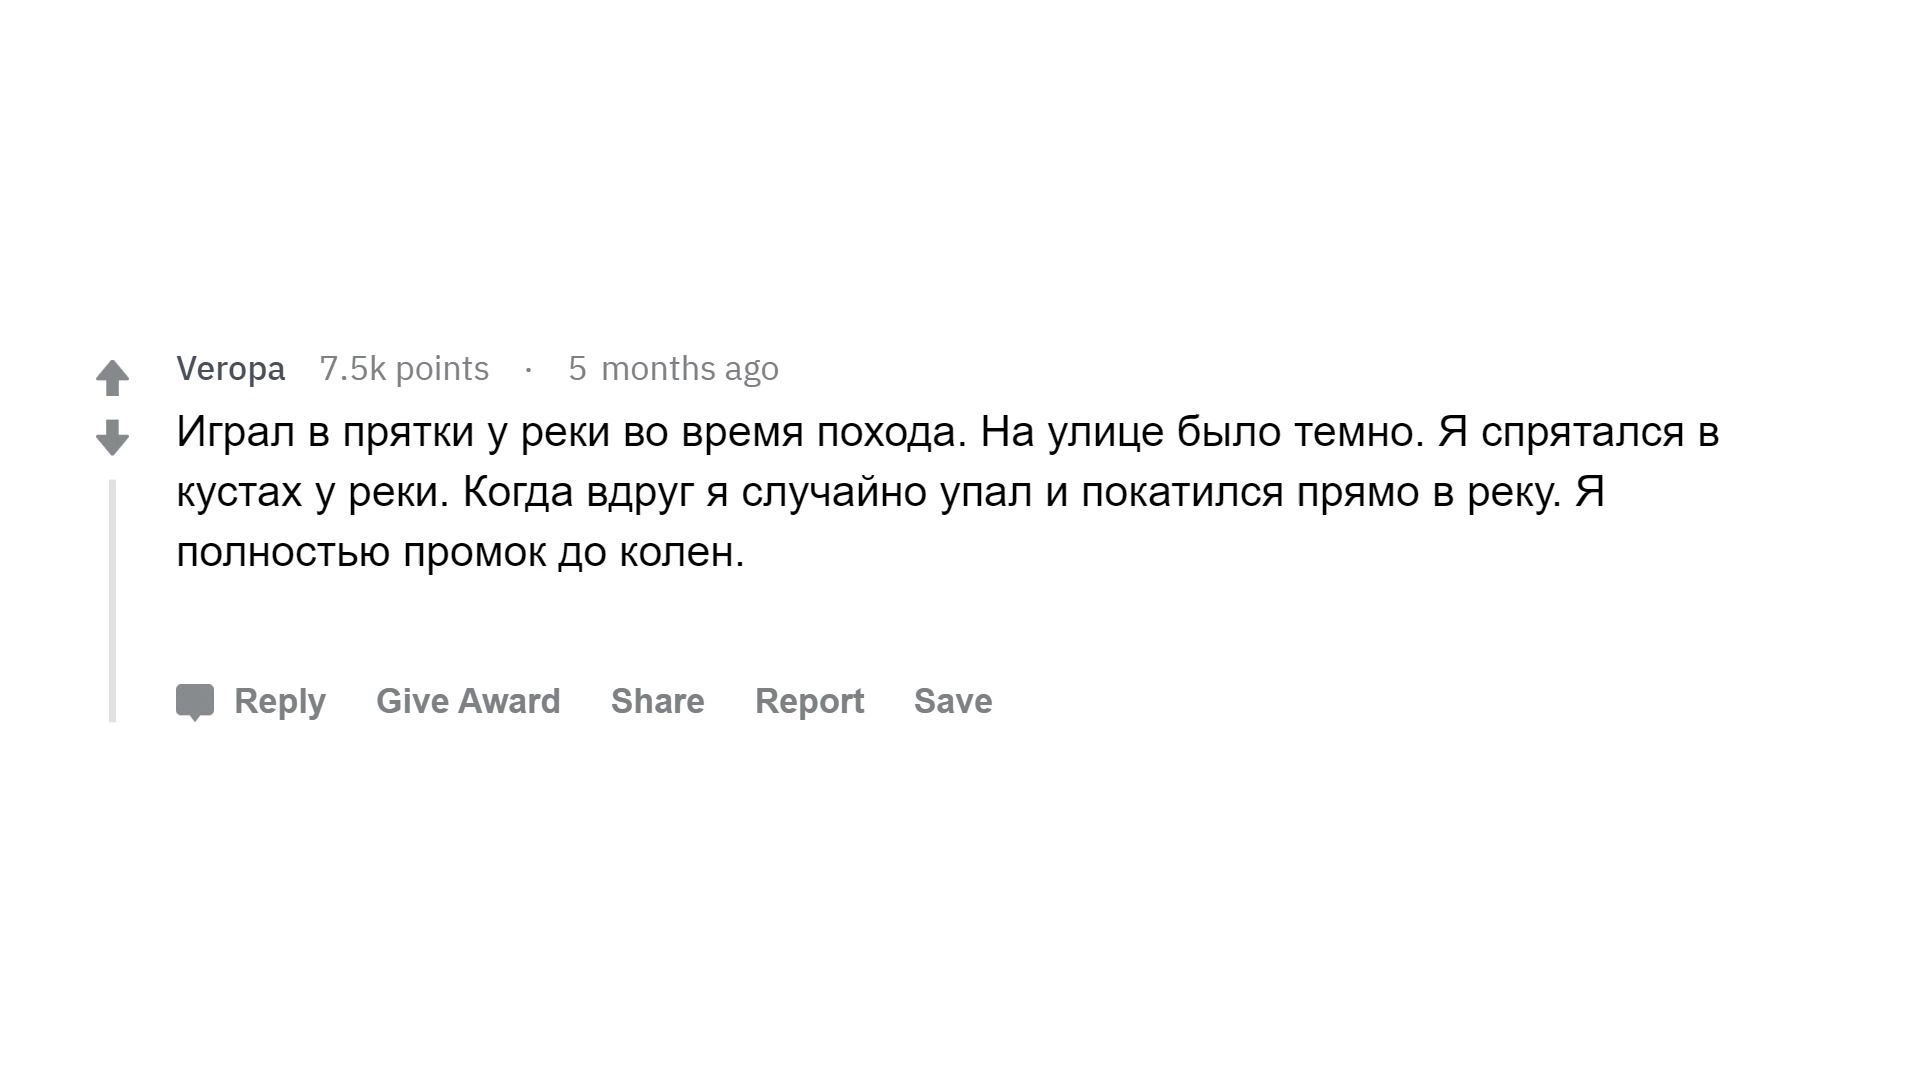 Veropa 7.5k points · 5 months ago
Играл в прятки у реки во время похода. На улице было темно. Я спрятался в
кустах у реки. Когда вдруг я случайно упал и покатился прямо в реку. Я
полностью промок до колен.
Reply Give Award Share Report Save